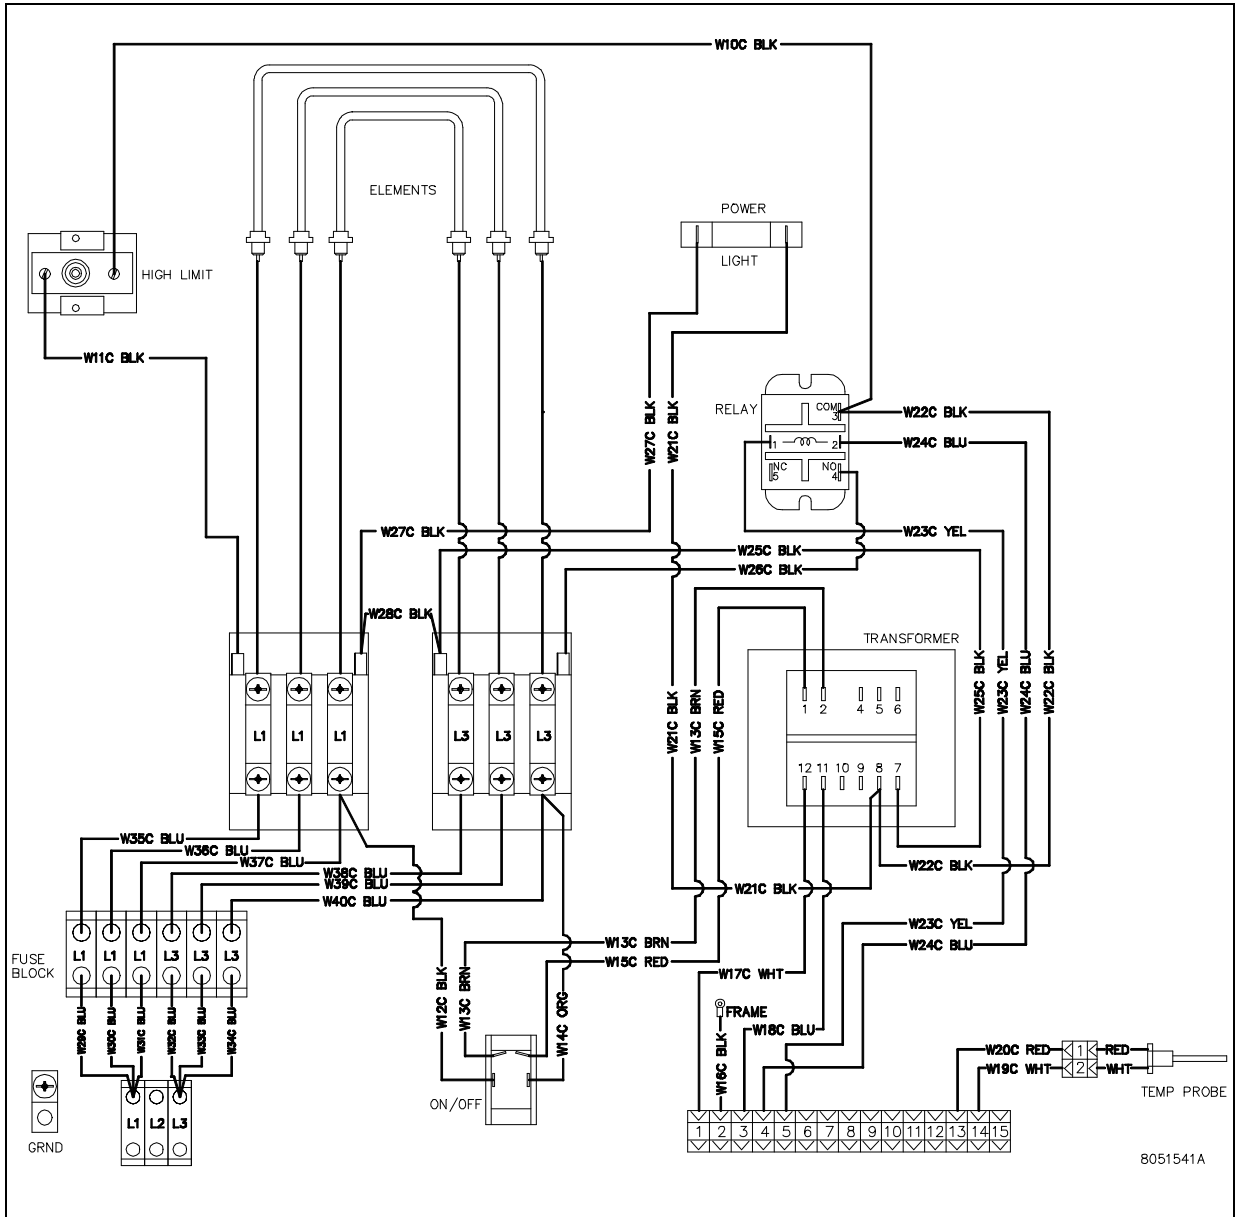 W10C BLK
ELEMENTS
POWER
LIGHT
HIGH LIMIT
W11C BLK
W27C BLK
W21C BLK
RELAY
COM
3
1
2
NC
5
NO
4
W22C BLK
W24C BLU
W27C BLK
W23C YEL
W25C BLK
W26C BLK
W28C BLK
TRANSFORMER
W21C BLK
W13C BRN
W15C RED
W25C BLK
W23C YEL
W24C BLU
W22C BLK
1 2 4 5 6
12 11 10 9 8 7
L1 L1 L1
L3 L3 L3
W35C BLU
W36C BLU
W37C BLU
W38C BLU
W39C BLU
W40C BLU
W22C BLK
W21C BLK
W23C YEL
W24C BLU
W13C BRN
W15C RED
FUSE
BLOCK
L1 L1 L1 L3 L3 L3
W17C WHT
W12C BLK
W13C BRN
W14C ORG
FRAME
W16C BLK
W18C BLU
W29C BLU
W30C BLU
W31C BLU
W32C BLU
W33C BLU
W34C BLU
W20C RED
1
RED
W19C WHT
2
WHT
TEMP PROBE
ON/OFF
L1 L2 L3
GRND
1 2 3 4 5 6 7 8 9 10 11 12 13 14 15
8051541A